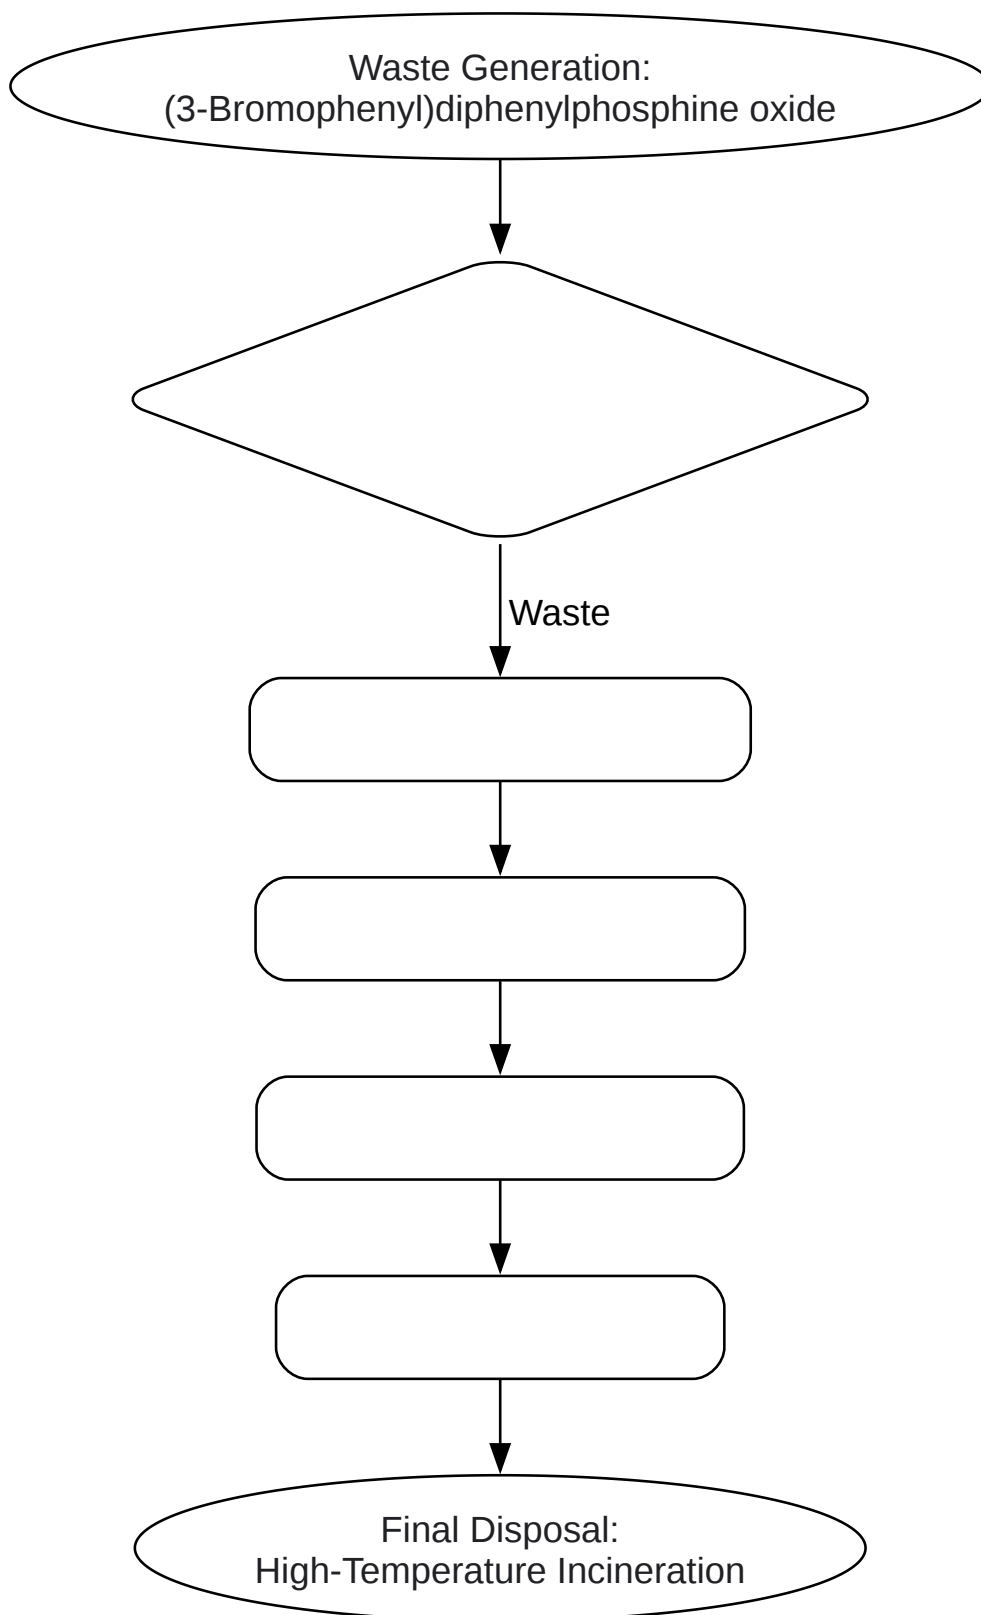 Waste Generation:
(3-Bromophenyl)diphenylphosphine oxide
Waste
Final Disposal:
High-Temperature Incineration